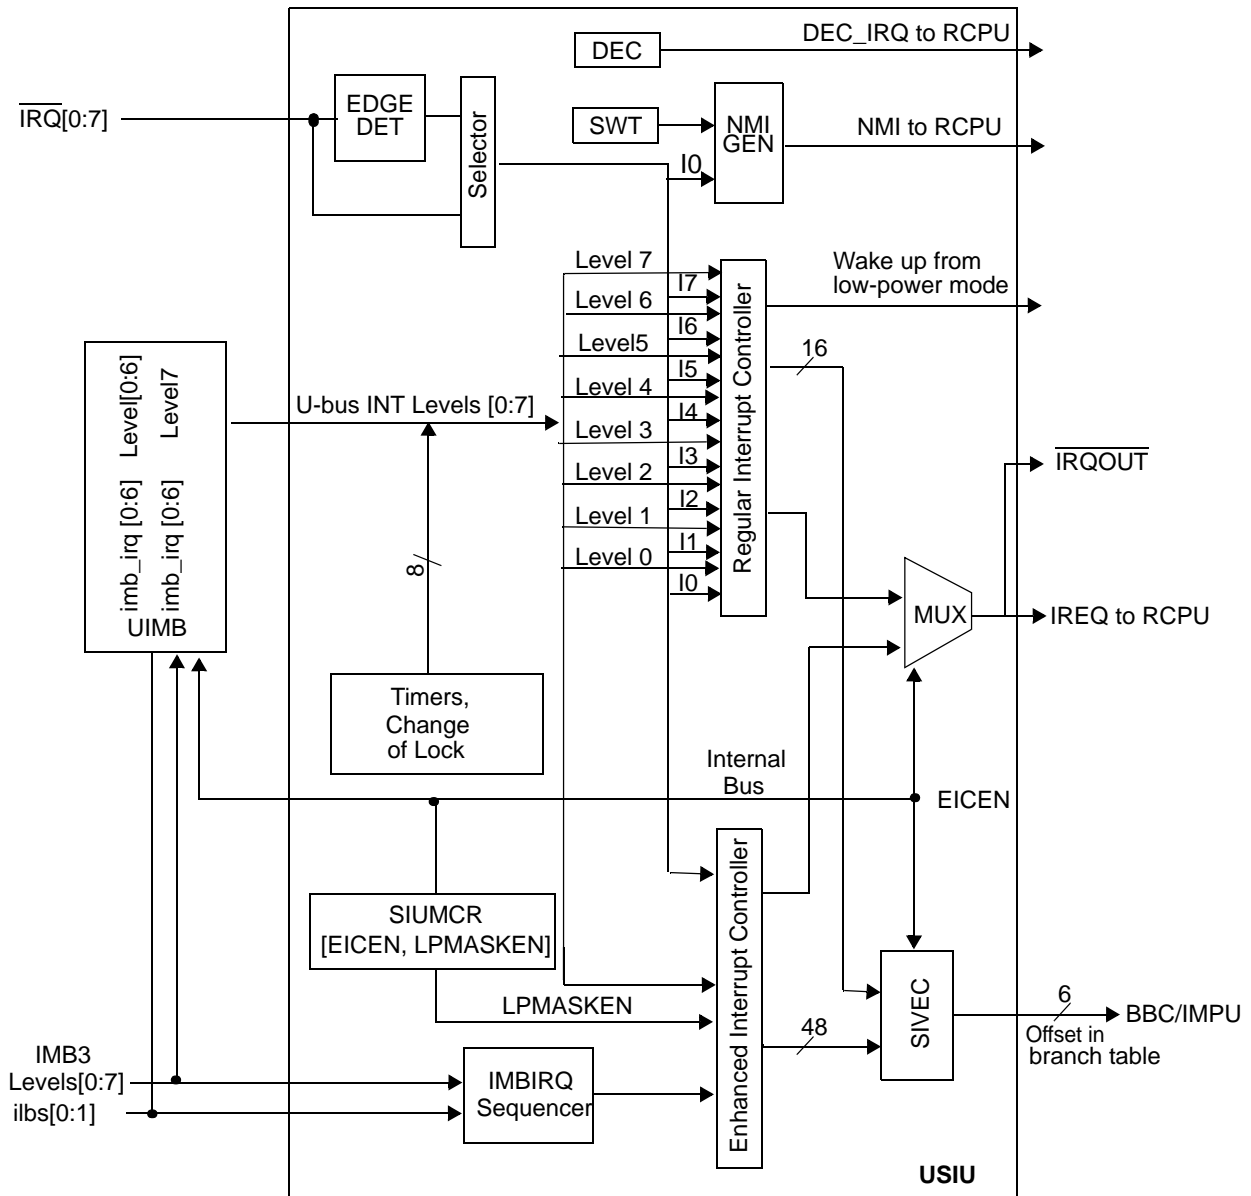 DEC_IRQ to RCPU
DEC
EDGE
DET
IRQ[0:7]
Selector
SWT
NMI
GEN
NMI to RCPU
I0
Level 7
I7
Level 6
I6
Level5
I5
Level 4
I4
Level 3
I3
Level 2
I2
Level 1
I1
Level 0
I0
Regular Interrupt Controller
Wake up from
low-power mode
16
Level[0:6]
Level7
imb_irq [0:6]
imb_irq [0:6]
UIMB
U-bus INT Levels [0:7]
8
IRQOUT
MUX
IREQ to RCPU
Timers,
Change
of Lock
Internal
Bus
EICEN
SIUMCR
[EICEN, LPMASKEN]
LPMASKEN
Enhanced Interrupt Controller
48
SIVEC
6
BBC/IMPU
Offset in
branch table
IMB3
Levels[0:7]
ilbs[0:1]
IMBIRQ
Sequencer
USIU